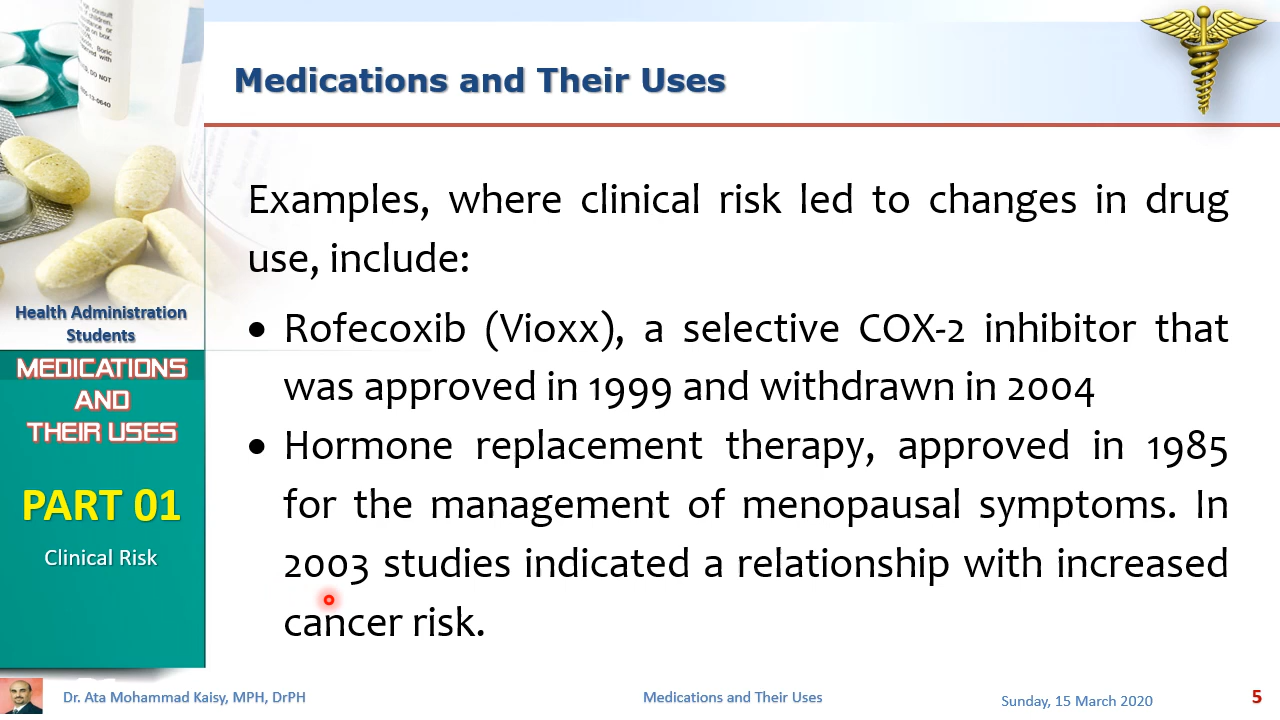 Medications and Their Uses
Examples, where clinical risk led to changes in drug
use, include:
• Rofecoxib (Vioxx), a selective COX-2 inhibitor that
was approved in 1999 and withdrawn in 2004
• Hormone replacement therapy, approved in 1985
for the management of menopausal symptoms. In
2003 studies indicated a relationship with increased
cancer risk.
Health Administration
Students
MEDICATIONS
AND
THEIR USES
PART 01
Clinical Risk
Dr. Ata Mohammad Kaisy, MPH, DrPH
Medications and Their Uses
Sunday, 15 March 2020
5